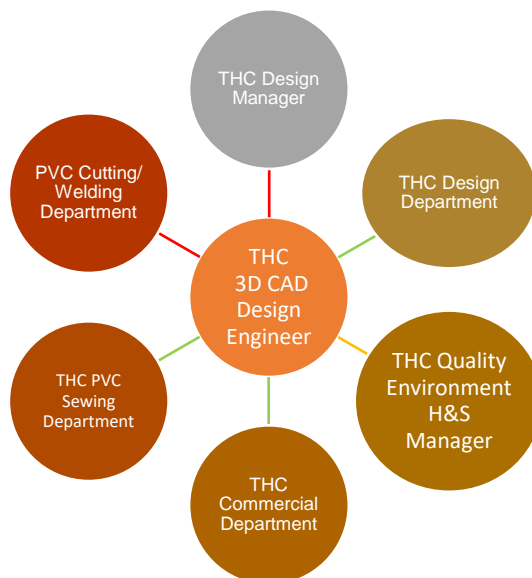 THC Design
Manager
PVC Cutting/
Welding
Department
THC Design
Department
THC
3D CAD
Design
Engineer
THC PVC
Sewing
Department
THC Quality
Environment
H&S
Manager
THC
Commercial
Department